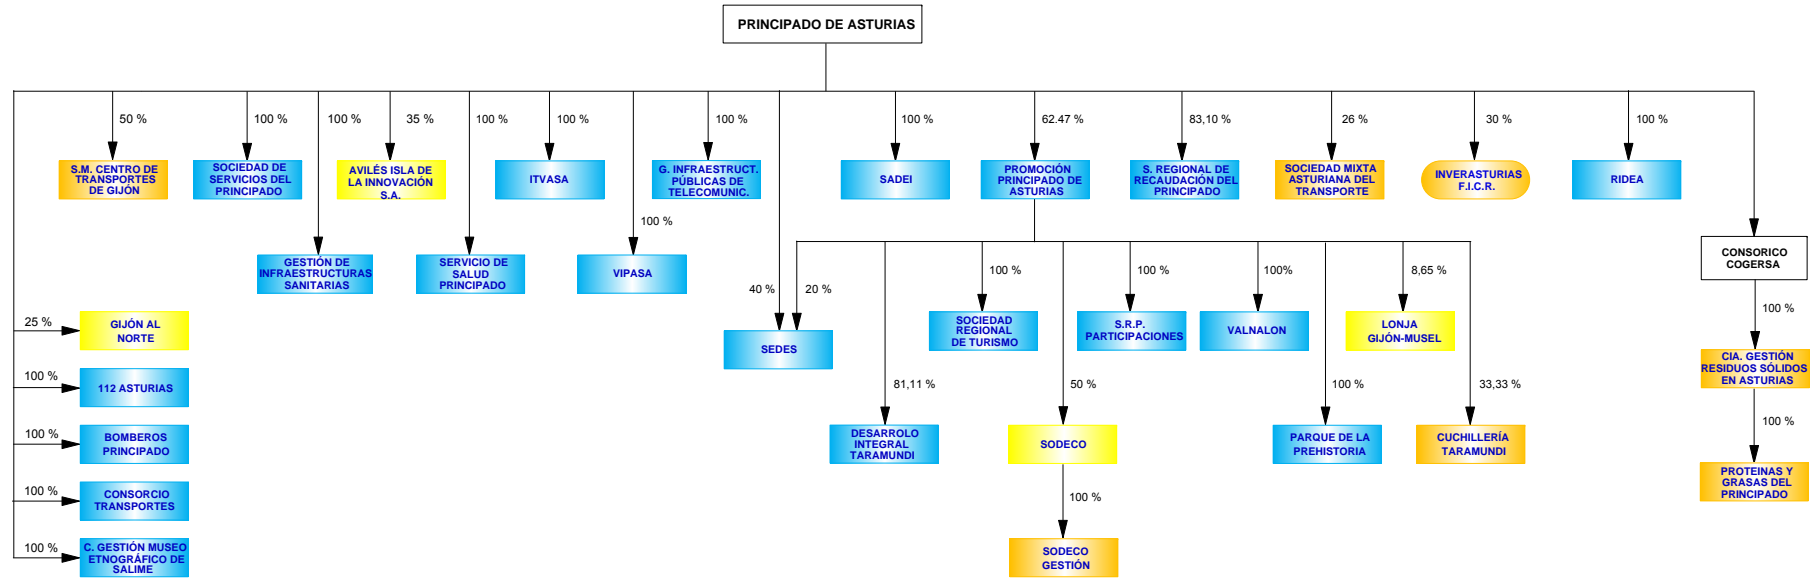 PRINCIPADO DE ASTURIAS
50 %
100 %
100 %
35 %
100 %
100 %
100 %
100 %
62.47 %
83,10 %
26 %
30 %
100 %
S.M. CENTRO DE
TRANSPORTES
DE GIJÓN
SOCIEDAD DE
SERVICIOS DEL
PRINCIPADO
AVILÉS ISLA DE
LA INNOVACIÓN
S.A.
ITVASA
G. INFRAESTRUCT.
PÚBLICAS DE
TELECOMUNIC.
SADEI
PROMOCIÓN
PRINCIPADO DE
ASTURIAS
S. REGIONAL DE
RECAUDACIÓN DEL
PRINCIPADO
SOCIEDAD MIXTA
ASTURIANA DEL
TRANSPORTE
INVERASTURIAS
F.I.C.R.
RIDEA
100 %
GESTIÓN DE
INFRAESTRUCTURAS
SANITARIAS
SERVICIO DE
SALUD
PRINCIPADO
VIPASA
CONSORICO
COGERSA
40 %
20 %
100 %
100 %
100%
8,65 %
100 %
25 %
GIJÓN AL
NORTE
SEDES
SOCIEDAD
REGIONAL
DE TURISMO
S.R.P.
PARTICIPACIONES
VALNALON
LONJA
GIJÓN-MUSEL
CIA. GESTIÓN
RESIDUOS SÓLIDOS
EN ASTURIAS
100 %
112 ASTURIAS
81,11 %
50 %
100 %
33,33 %
100 %
100 %
BOMBEROS
PRINCIPADO
DESARROLO
INTEGRAL
TARAMUNDI
SODECO
PARQUE DE LA
PREHISTORIA
CUCHILLERÍA
TARAMUNDI
PROTEINAS Y
GRASAS DEL
PRINCIPADO
100 %
CONSORCIO
TRANSPORTES
100 %
100 %
C. GESTIÓN MUSEO
ETNOGRÁFICO DE
SALIME
SODECO
GESTIÓN